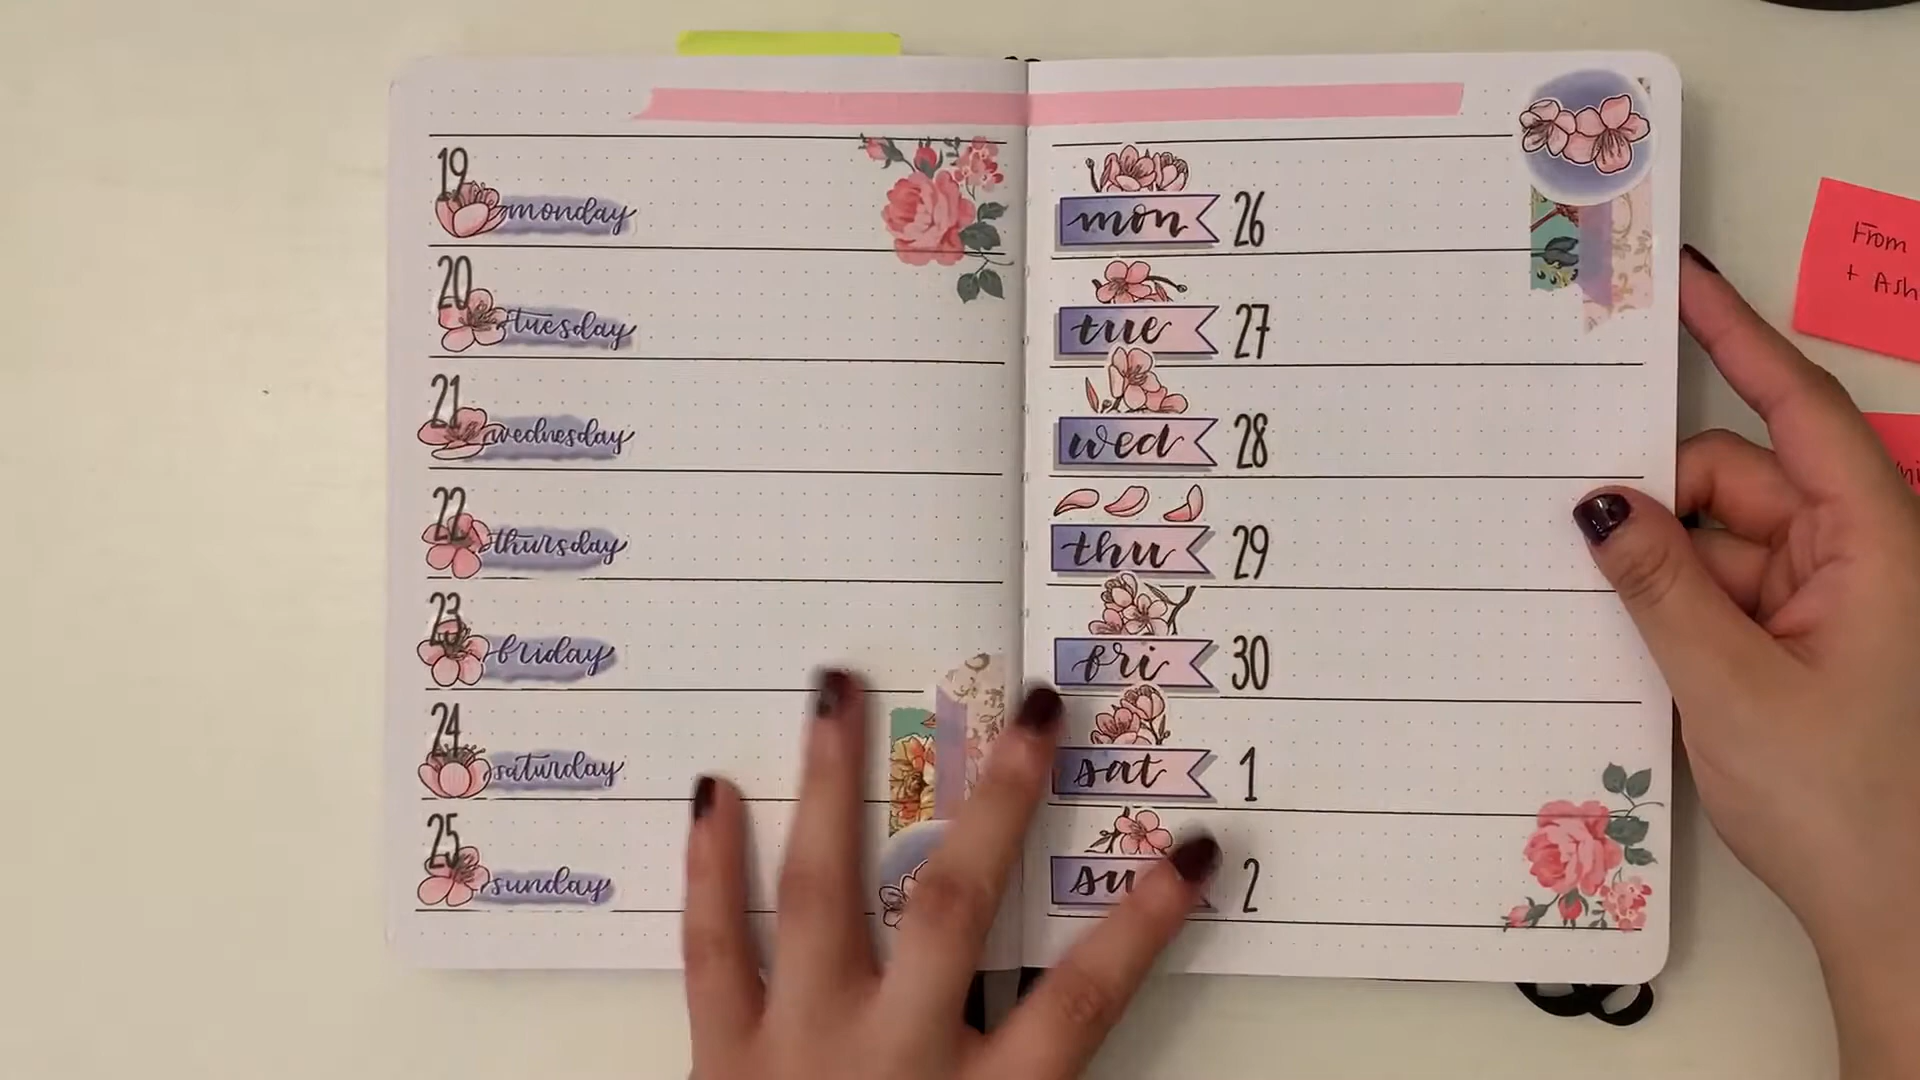 19
monday
20
tuesday
21
wednesday
22
thursday
23
friday
24
saturday
25
sunday
mon 26
tue 27
wed 28
thu 29
fri 30
sat 1
su 2
From
+ Ash